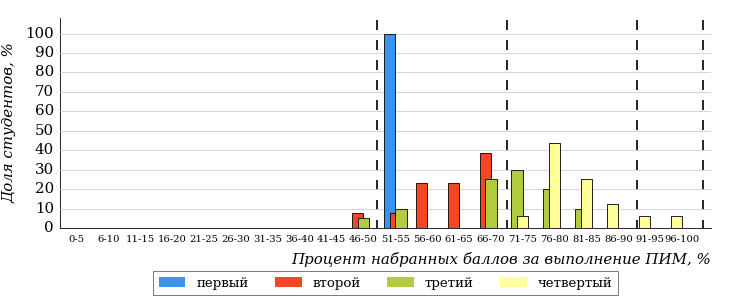 Доля студентов, %
100
90
80
70
60
50
40
30
20
10
0
0-5 6-10 11-15 16-20 21-25 26-30 31-35 36-40 41-45 46-50 51-55 56-60 61-65 66-70 71-75 76-80 81-85 86-90 91-95 96-100
Процент набранных баллов за выполнение ПИМ, %
первый второй третий четвертый